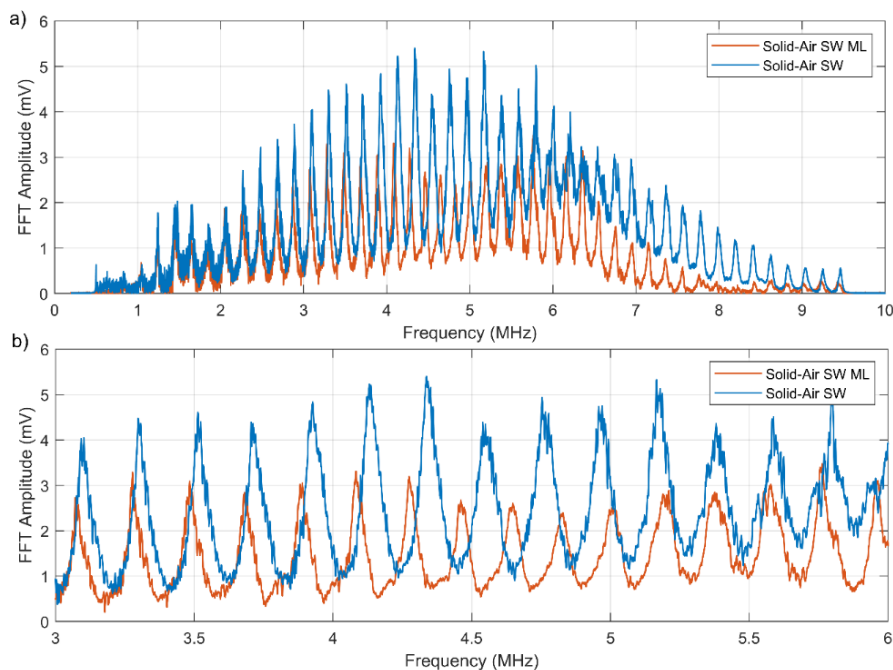 a)
6
5
4
3
2
1
0
FFT Amplitude (mV)
Solid-Air SW ML
Solid-Air SW
0 1 2 3 4 5 6 7 8 9 10
Frequency (MHz)
b)
6
5
4
3
2
1
0
FFT Amplitude (mV)
Solid-Air SW ML
Solid-Air SW
3 3.5 4 4.5 5 5.5 6
Frequency (MHz)